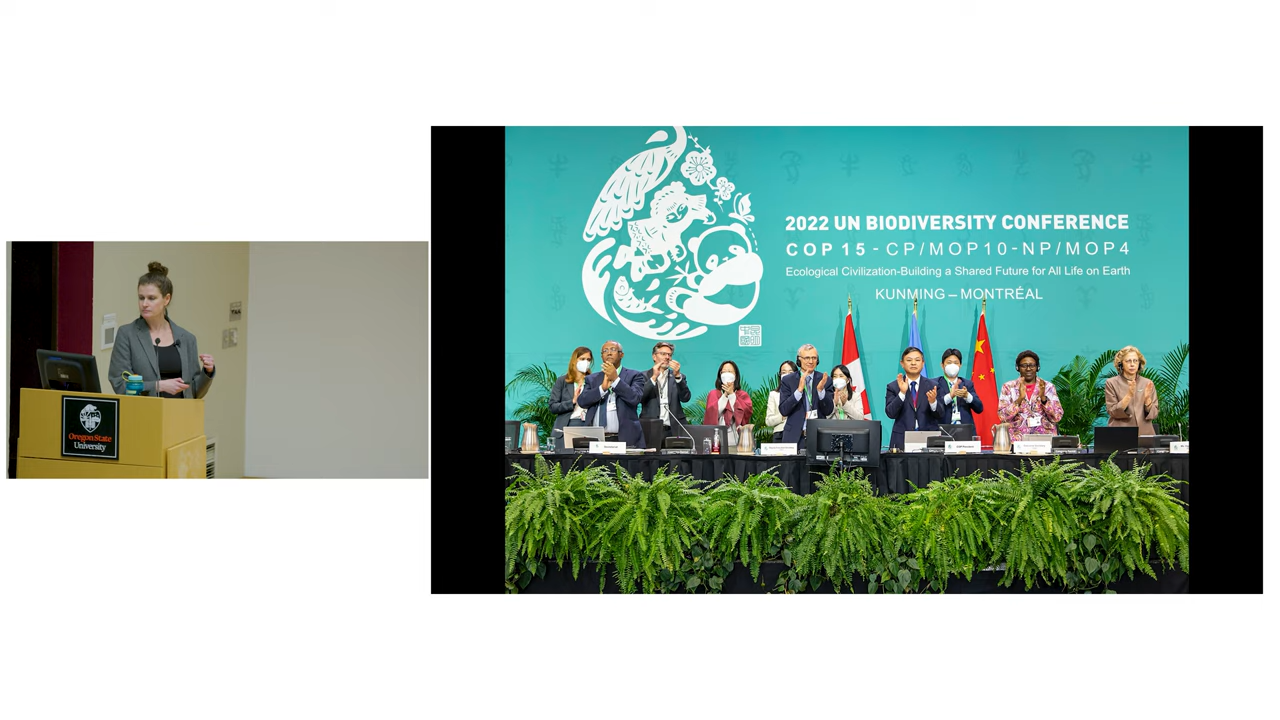 Oregon State
University
2022 UN BIODIVERSITY CONFERENCE
COP 15 - CP/MOP10-NP/MOP4
Ecological Civilization-Building a Shared Future for All Life on Earth
KUNMING – MONTRÉAL